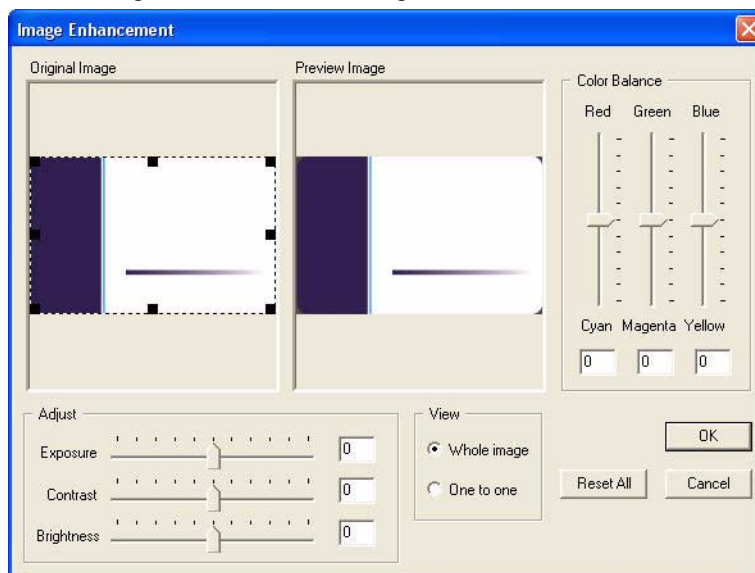 Image Enhancement
Original Image
Preview Image
Color Balance
Red Green Blue
Cyan Magenta Yellow
0 0 0
Adjust
Exposure 0
Contrast 0
Brightness 0
View
Whole image
One to one
OK
Reset All Cancel